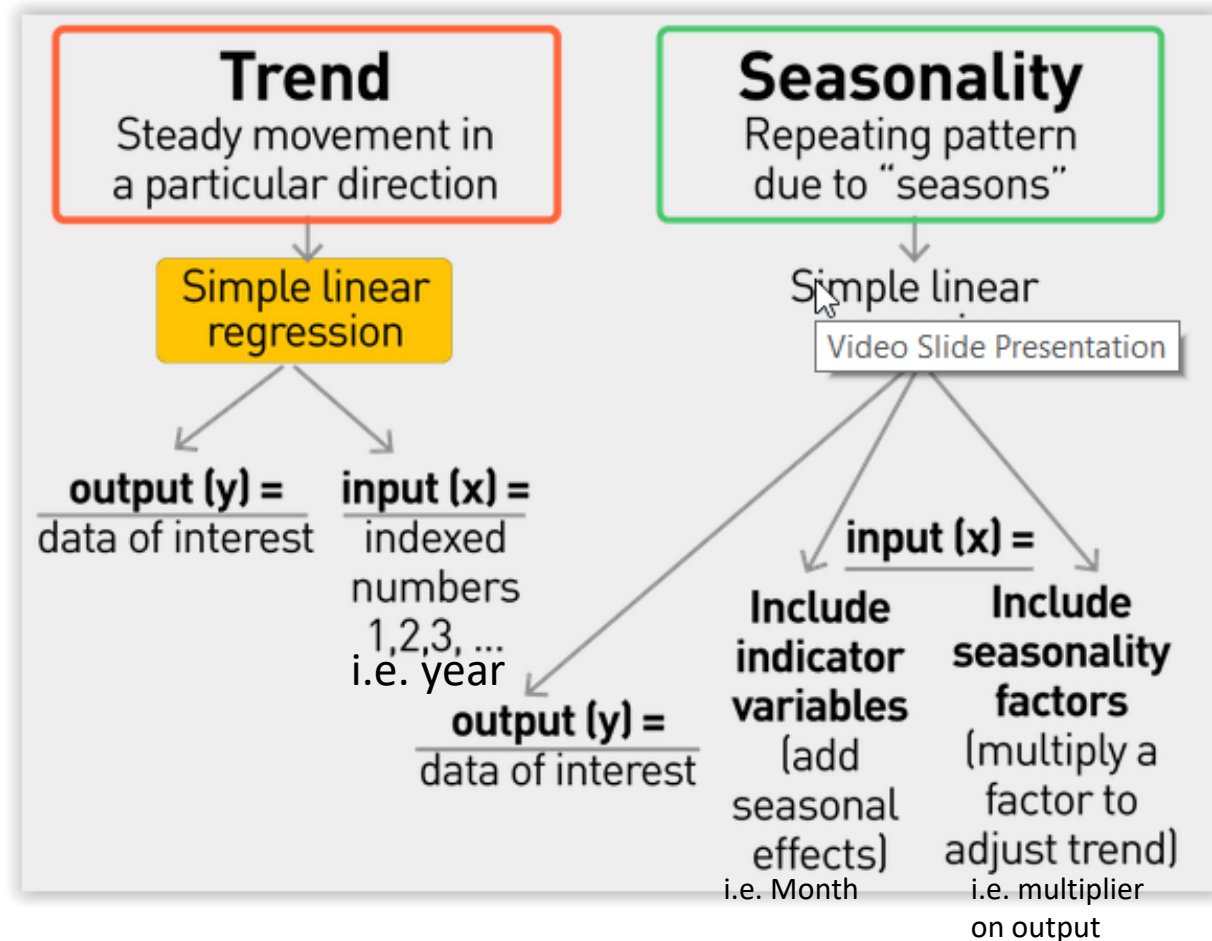 Trend
Steady movement in
a particular direction
Simple linear
regression
output (y) =
data of interest
input (x) =
indexed
numbers
1,2,3, ...
i.e. year
Seasonality
Repeating pattern
due to “seasons”
Simple linear
Video Slide Presentation
output (y) =
data of interest
input (x) =
Include
indicator
variables
(add
seasonal
effects)
i.e. Month
Include
seasonality
factors
(multiply a
factor to
adjust trend)
i.e. multiplier
on output